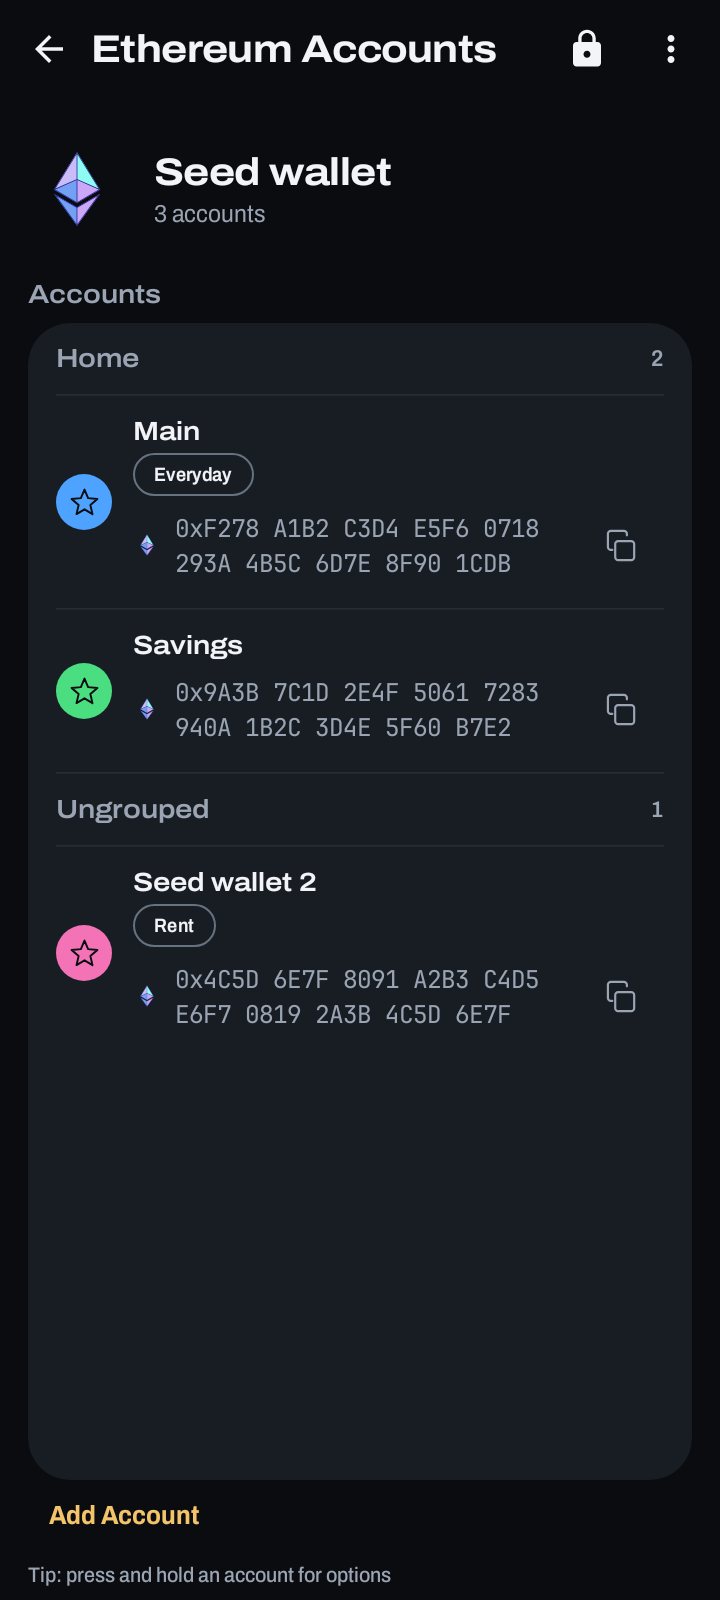 Ethereum Accounts
Seed wallet
3 accounts
Accounts
Home 2
Main
Everyday
0xF278 A1B2 C3D4 E5F6 0718
293A 4B5C 6D7E 8F90 1CDB
Savings
0x9A3B 7C1D 2E4F 5061 7283
940A 1B2C 3D4E 5F60 B7E2
Ungrouped 1
Seed wallet 2
Rent
0x4C5D 6E7F 8091 A2B3 C4D5
E6F7 0819 2A3B 4C5D 6E7F
Add Account
Tip: press and hold an account for options